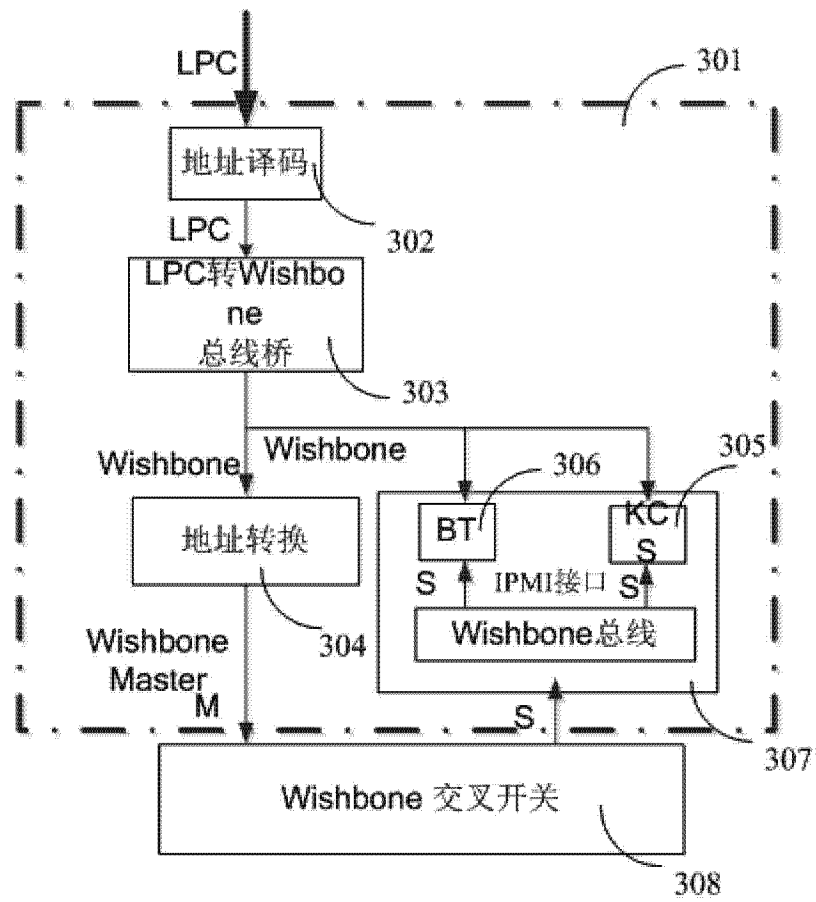 LPC
301
地址译码
LPC
302
LPC转Wishbo
ne
总线桥
303
Wishbone
Wishbone
306
305
地址转换
BT
KC
S
S
IPMI接口
S
304
Wishbone总线
Wishbone
Master
M
S
307
Wishbone 交叉开关
308